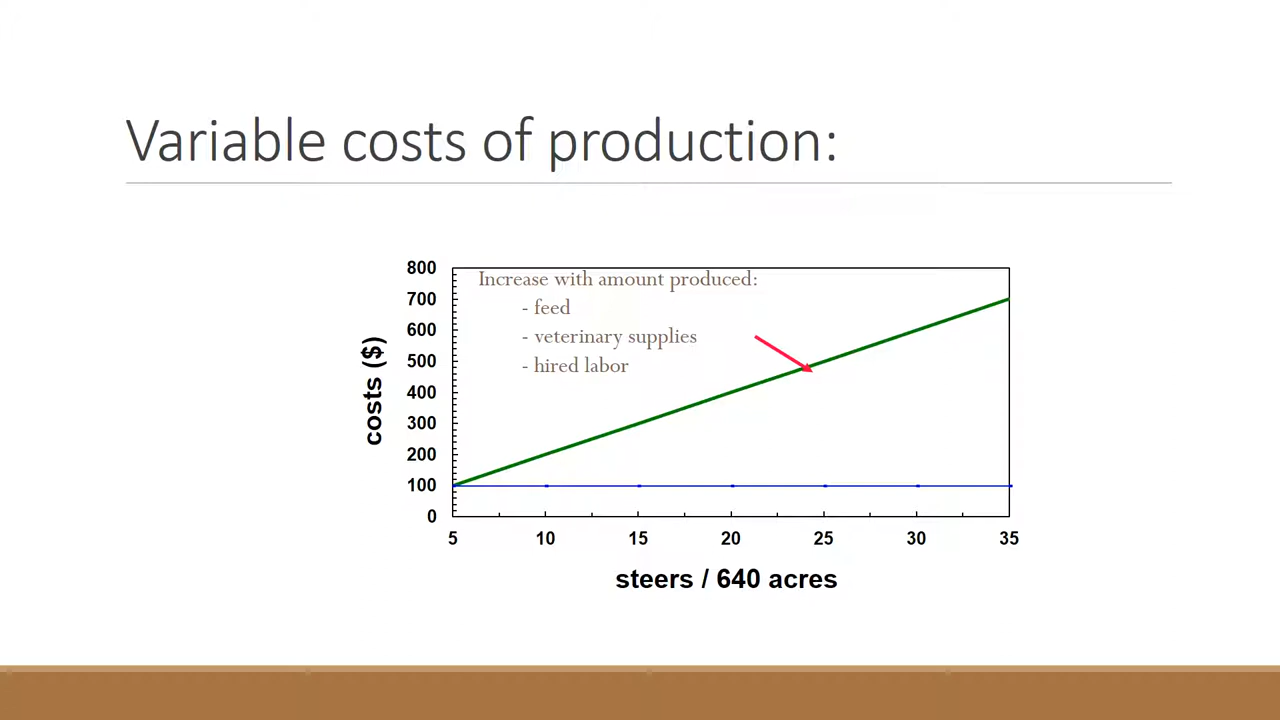 Variable costs of production:
800
Increase with amount produced:
700
- feed
600
- veterinary supplies
500
- hired labor
400
300
200
100
0
costs ($)
5 10 15 20 25 30 35
steers / 640 acres